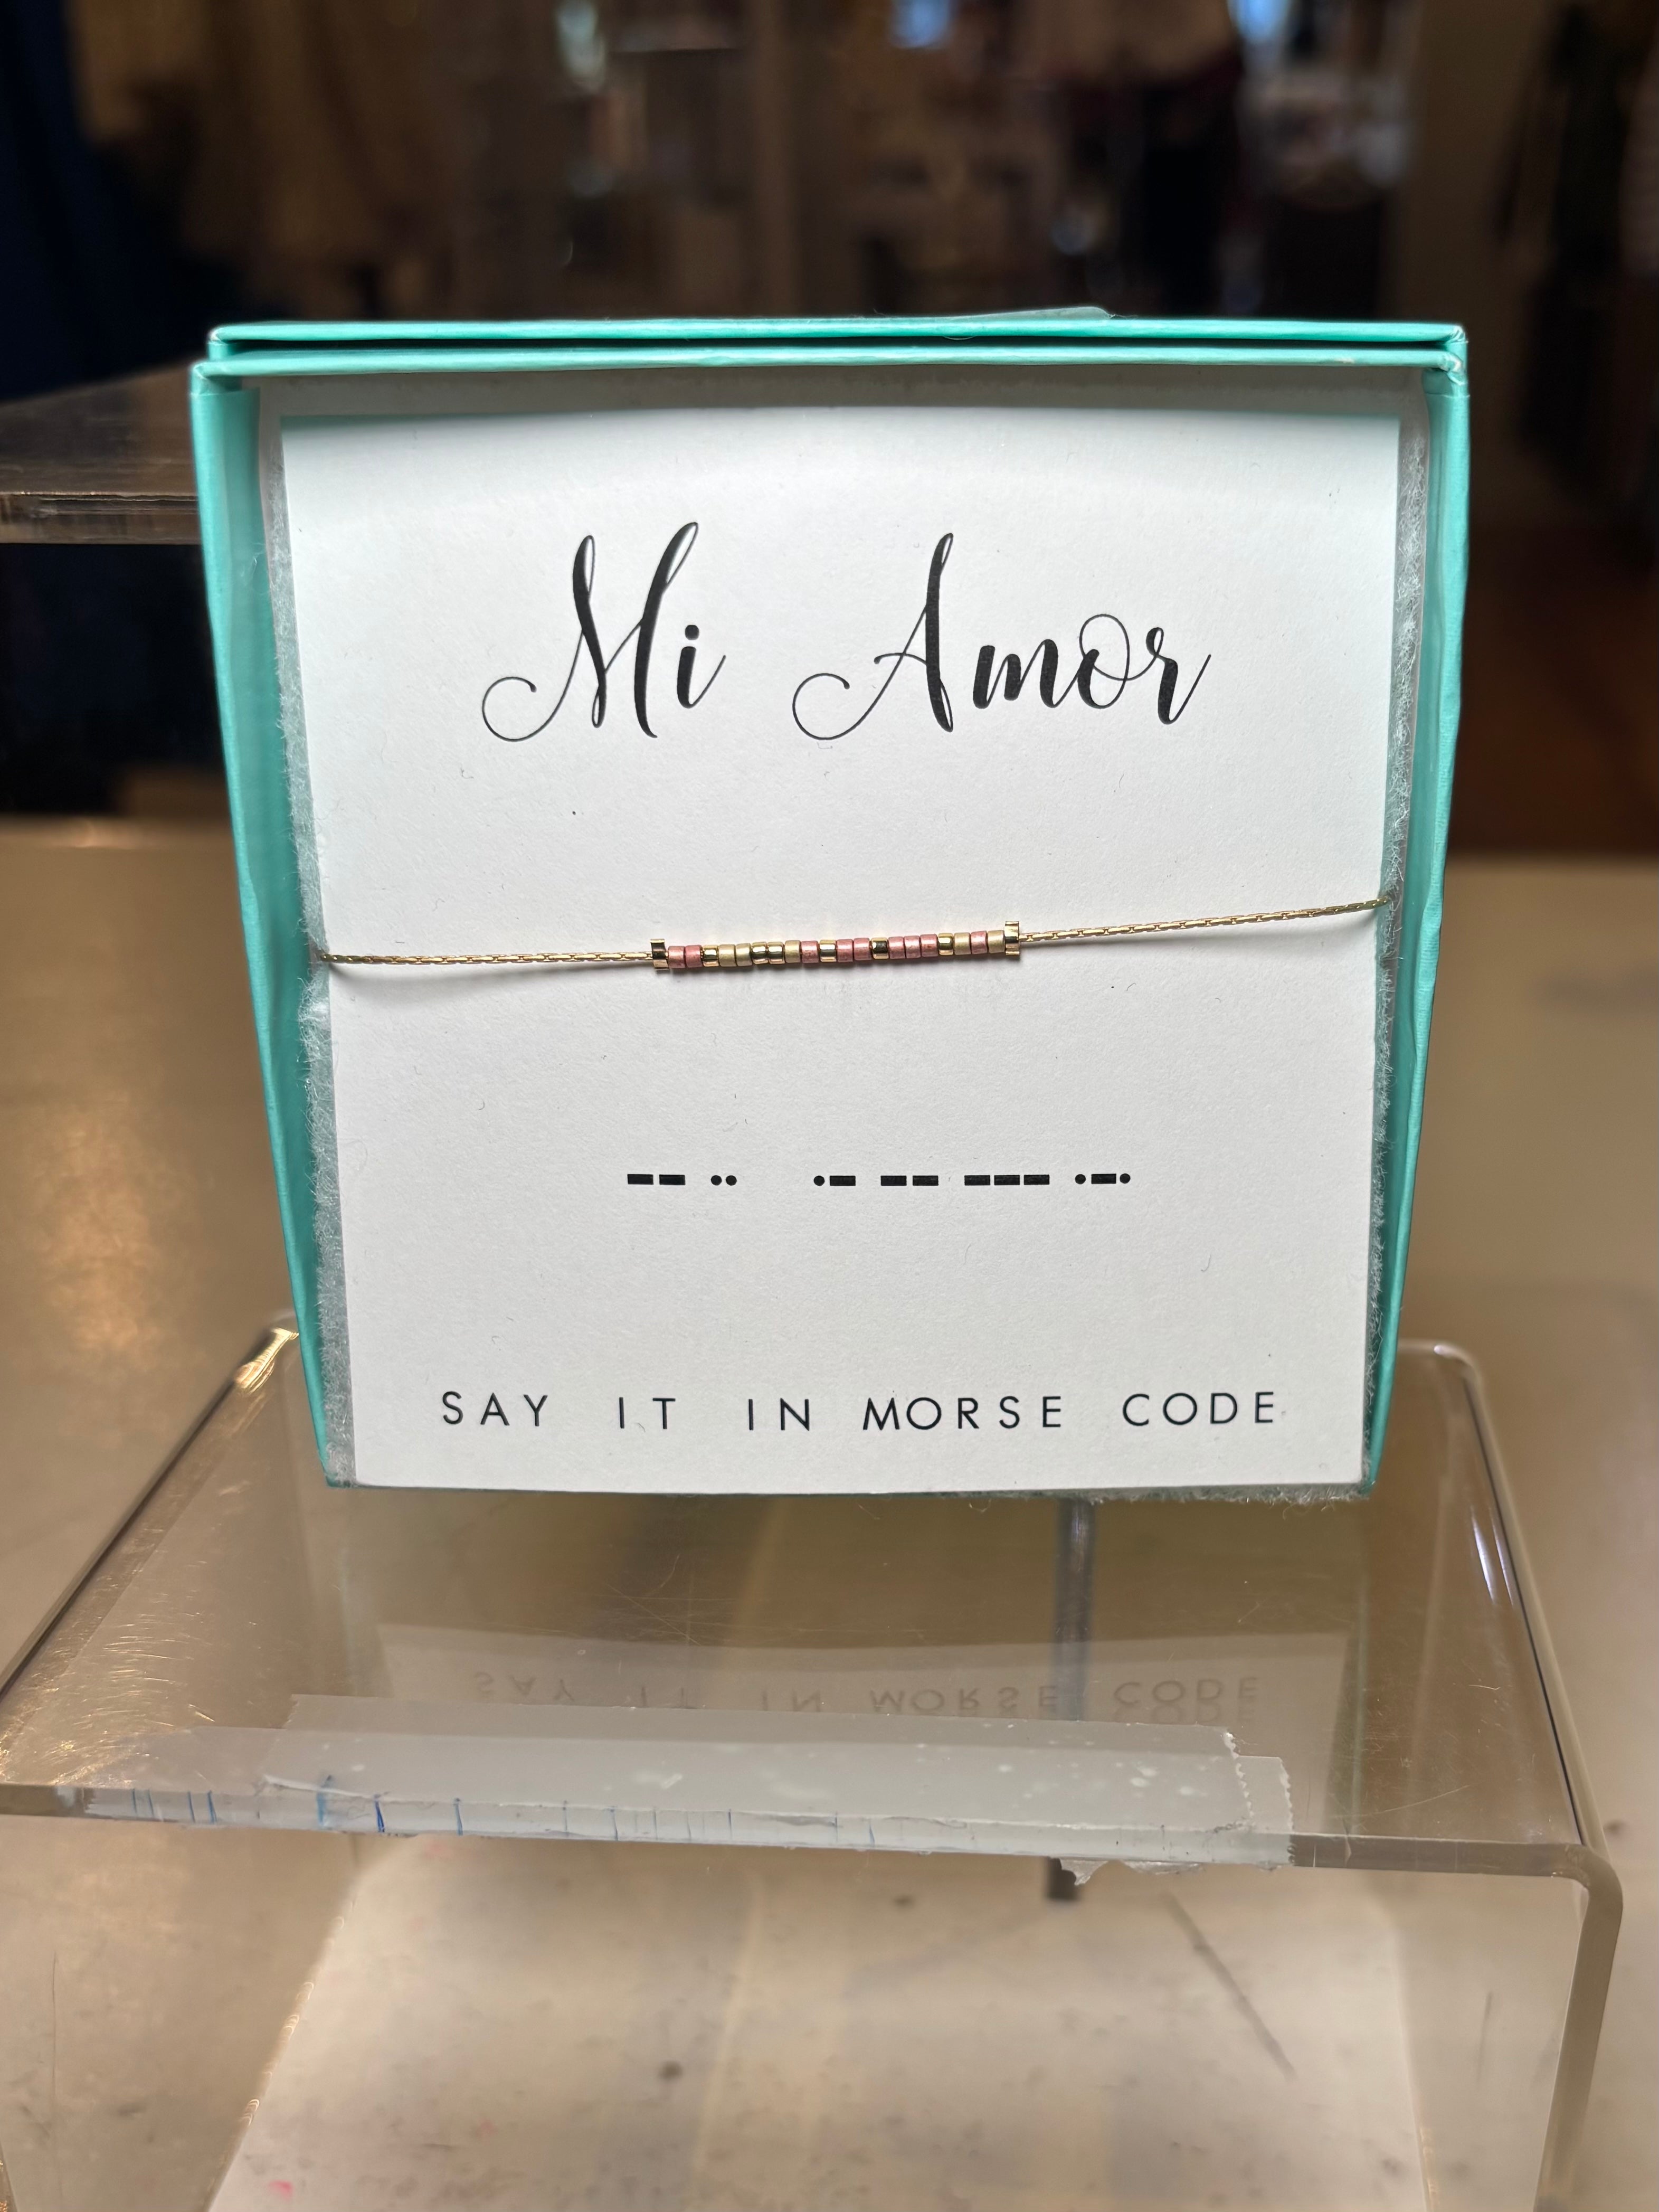 Mi Amor
-- ·· ·- -- --- ·-·
SAY IT IN MORSE CODE